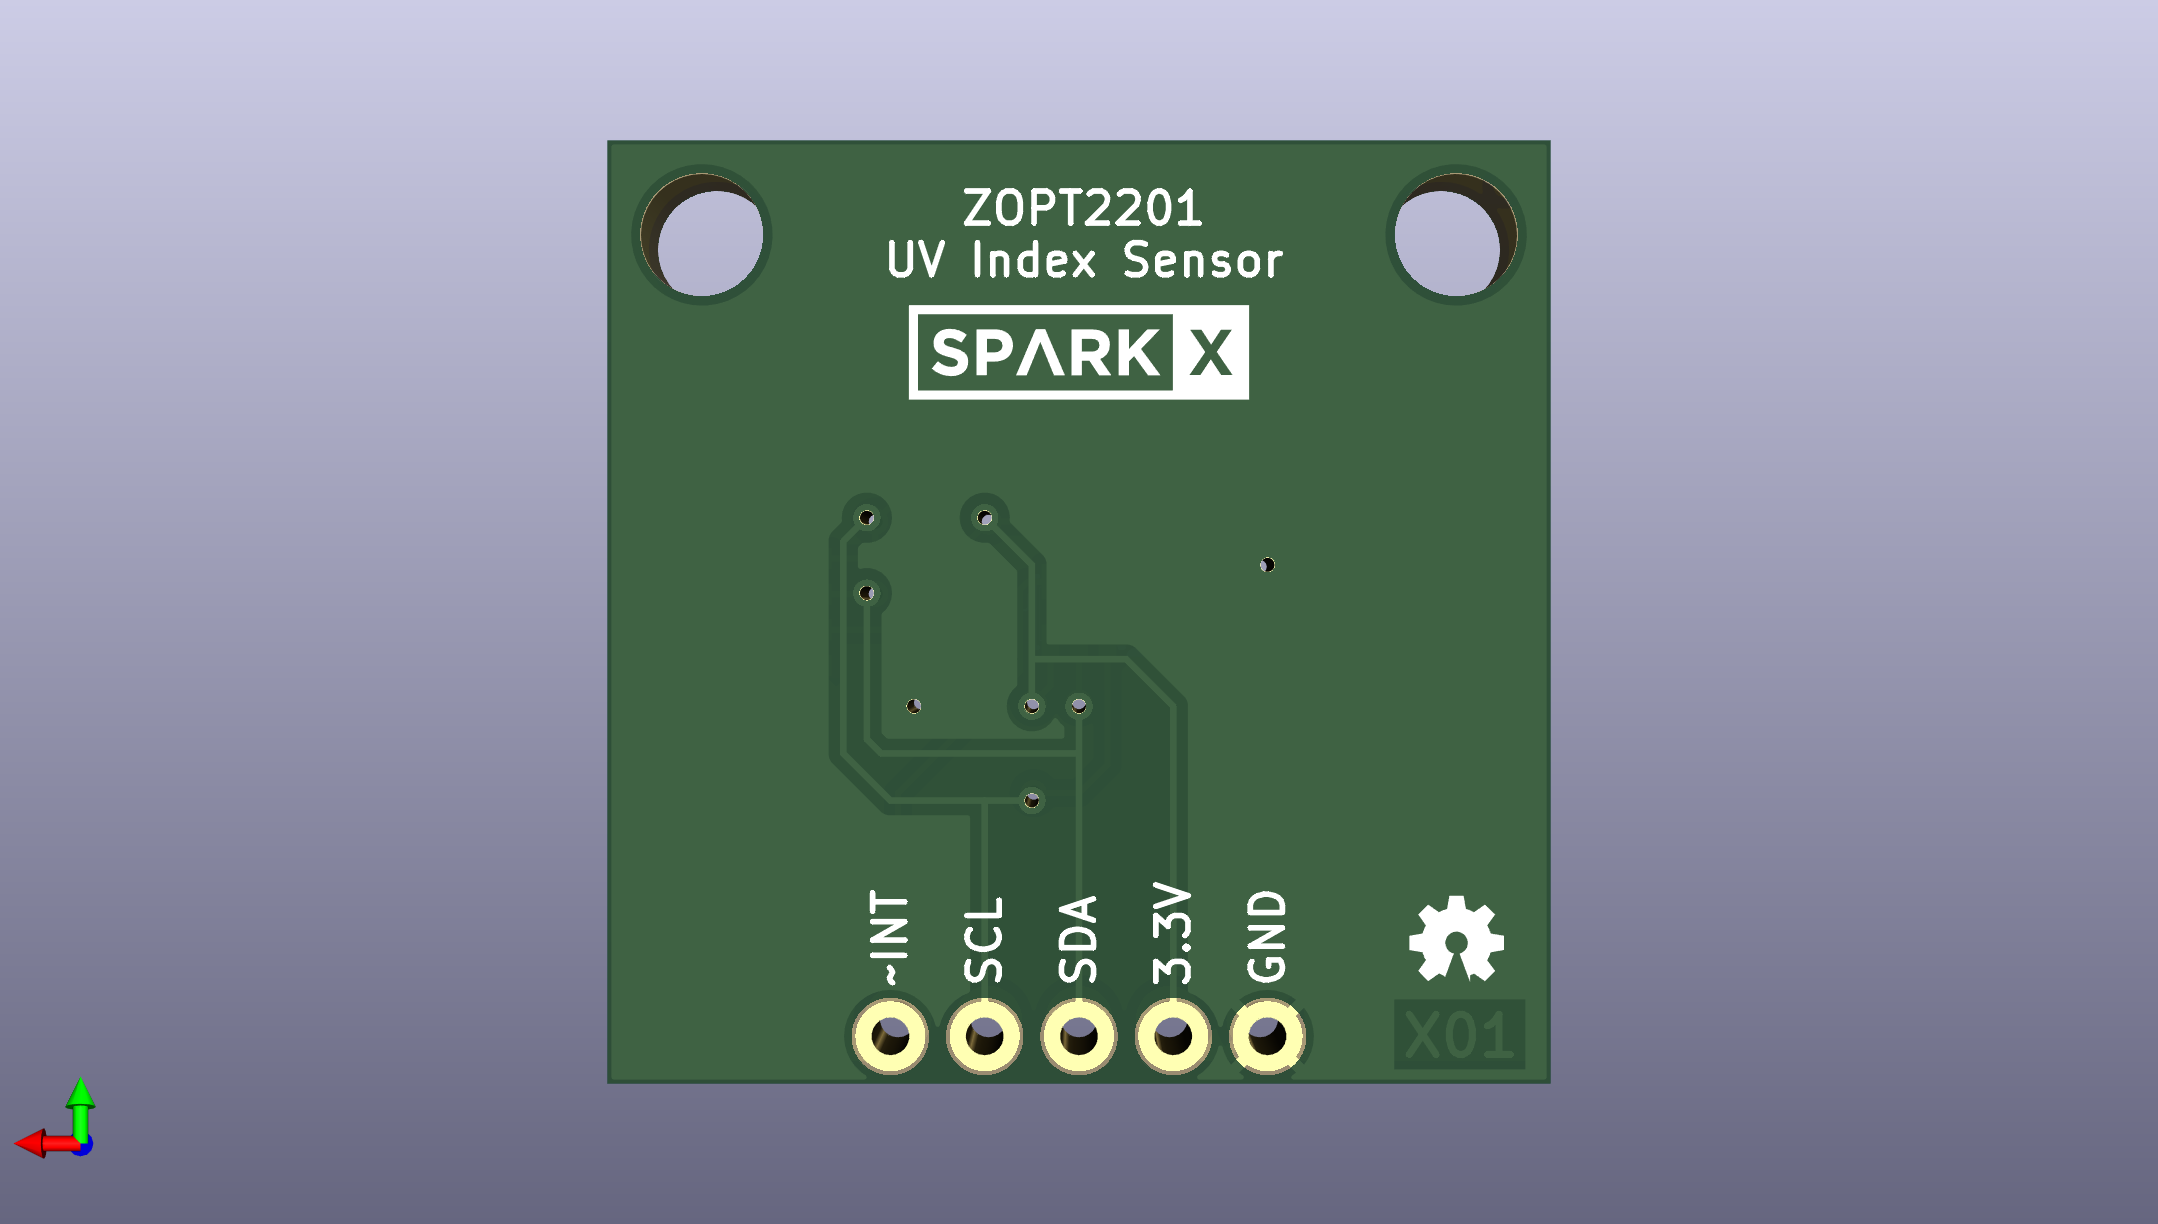 ZOPT2201
UV Index Sensor
SPARK X
~INT
SCL
SDA
3.3V
GND
X01